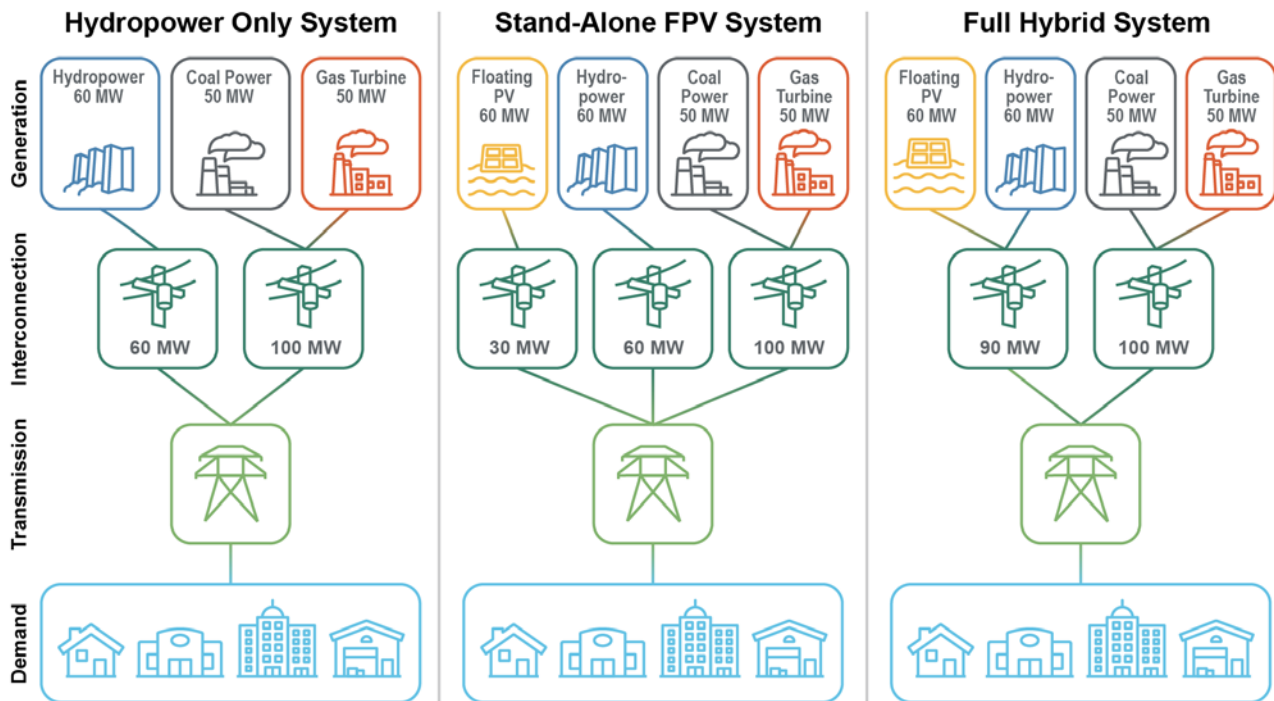 Hydropower Only System
Stand-Alone FPV System
Full Hybrid System
Generation
Hydropower
60 MW
Coal Power
50 MW
Gas Turbine
50 MW
Floating
PV
60 MW
Hydro-
power
60 MW
Coal
Power
50 MW
Gas
Turbine
50 MW
Floating
PV
60 MW
Hydro-
power
60 MW
Coal
Power
50 MW
Gas
Turbine
50 MW
Interconnection
60 MW
100 MW
30 MW
60 MW
100 MW
90 MW
100 MW
Transmission
Demand